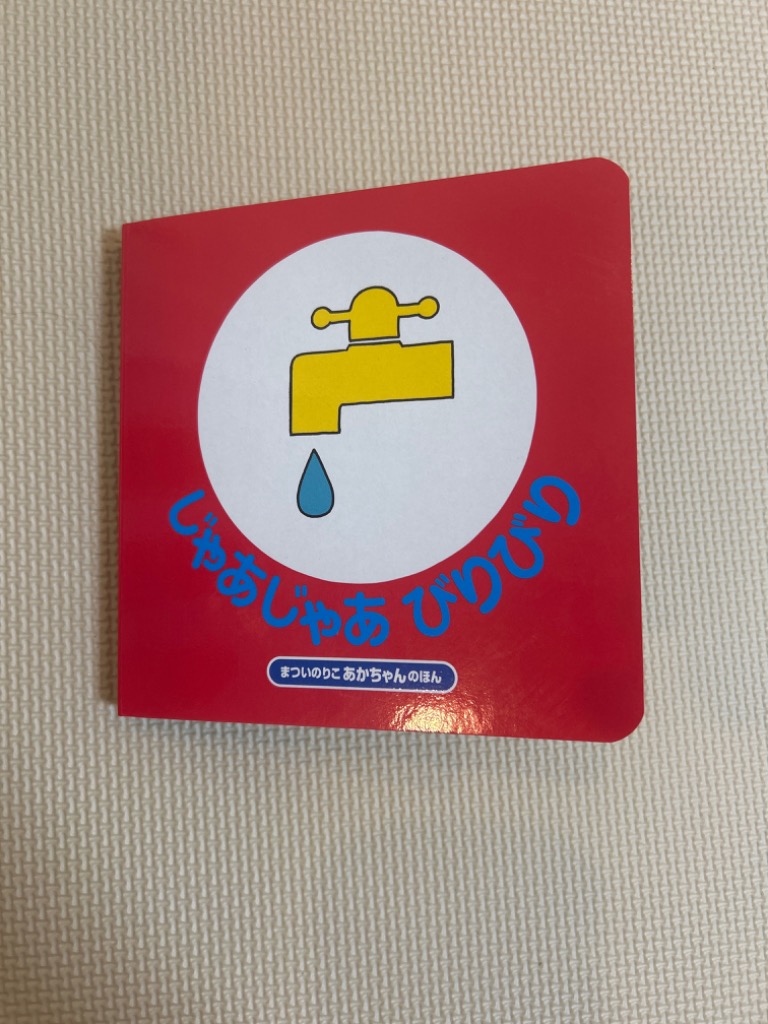 じゃあじゃあ びりびり
まついのりこ あかちゃんのほん